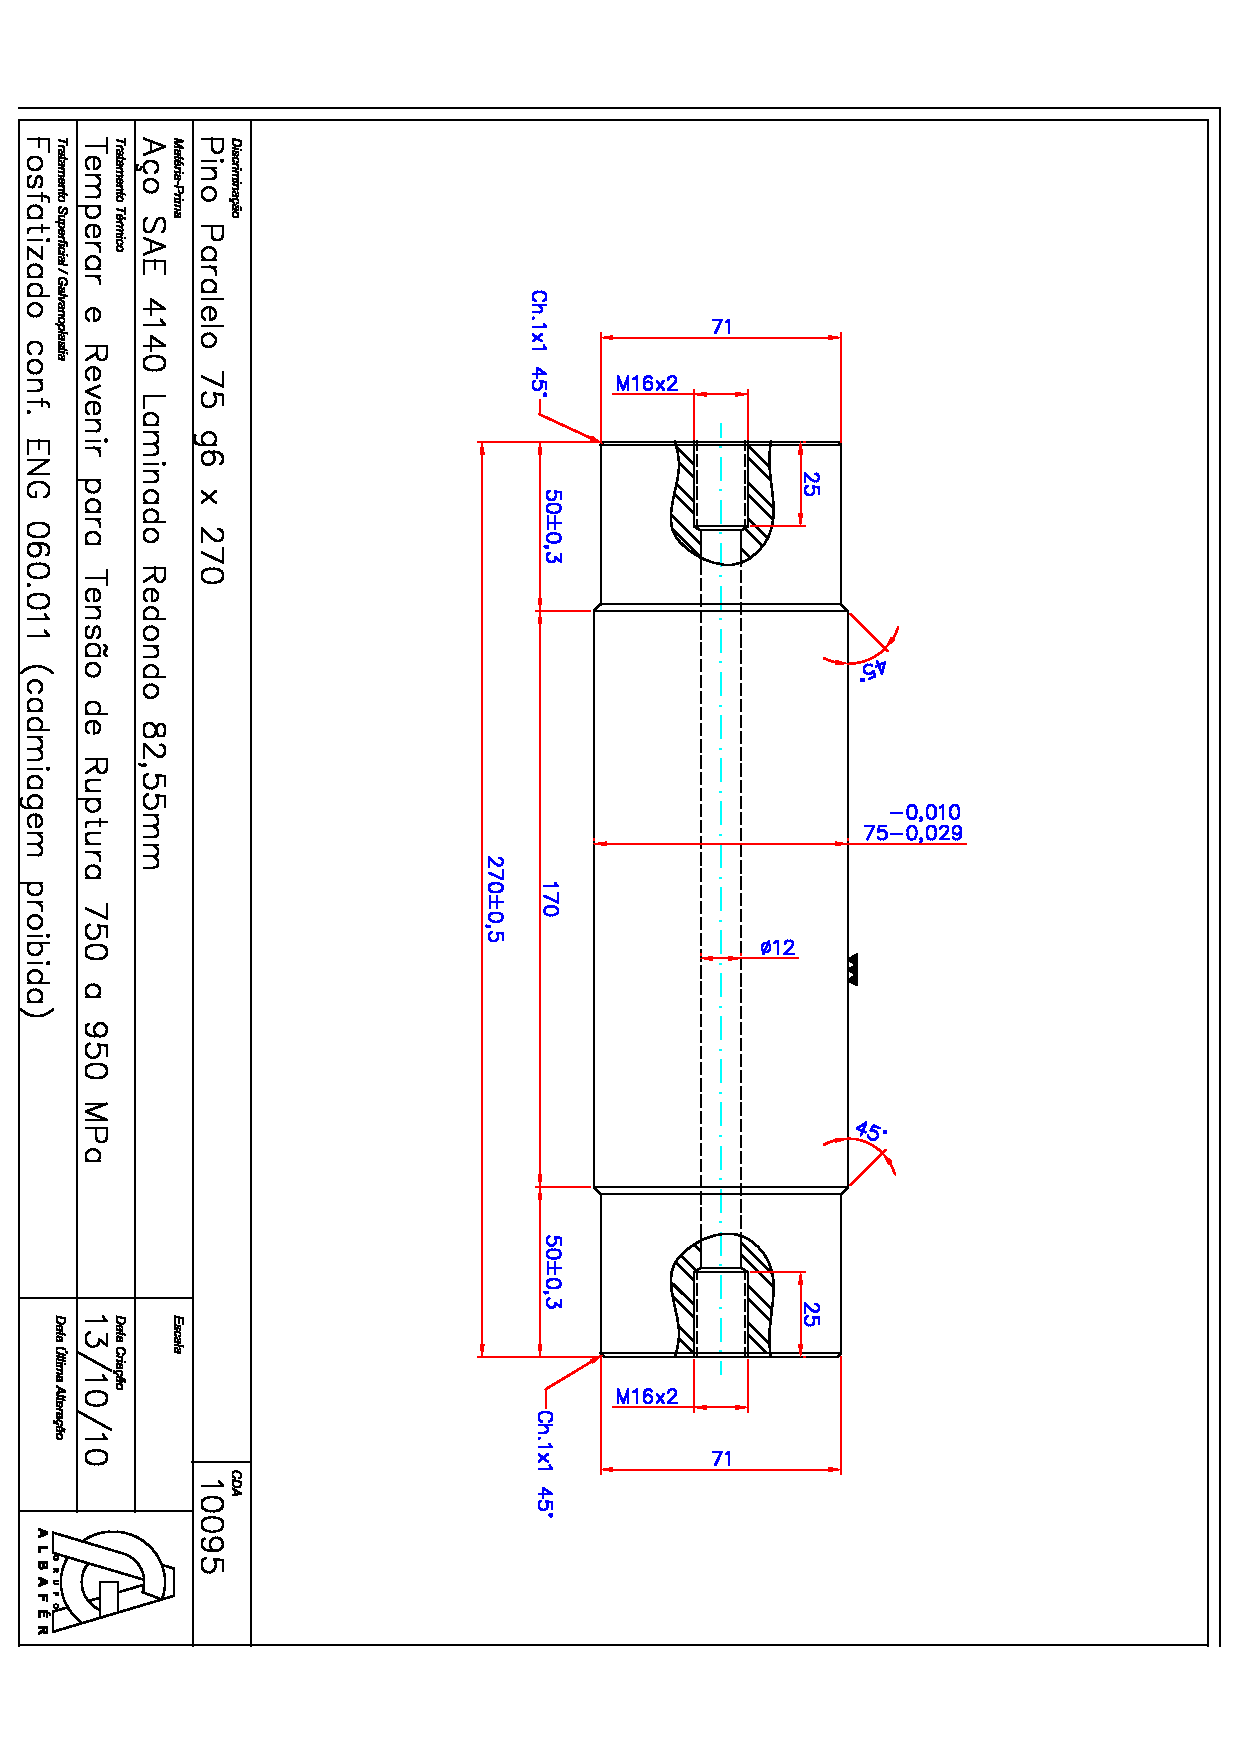 71
M16x2
Ch.1x1 45°
25
50±0,3
45°
-0,010
75-0,029
170
270±0,5
ø12
45°
50±0,3
25
M16x2
Ch.1x1 45°
71
Discriminação
Pino Paralelo 75 g6 x 270
CDA
10095
Matéria-Prima
Aço SAE 4140 Laminado Redondo 82,55mm
Escala
Tratamento Térmico
Temperar e Revenir para Tensão de Ruptura 750 a 950 MPa
Data Criação
13/10/10
Tratamento Superficial / Galvanoplastia
Fosfatizado conf. ENG 060.011 (cadmiagem proibida)
Data Última Alteração
GRUPO
ALBAFÉR